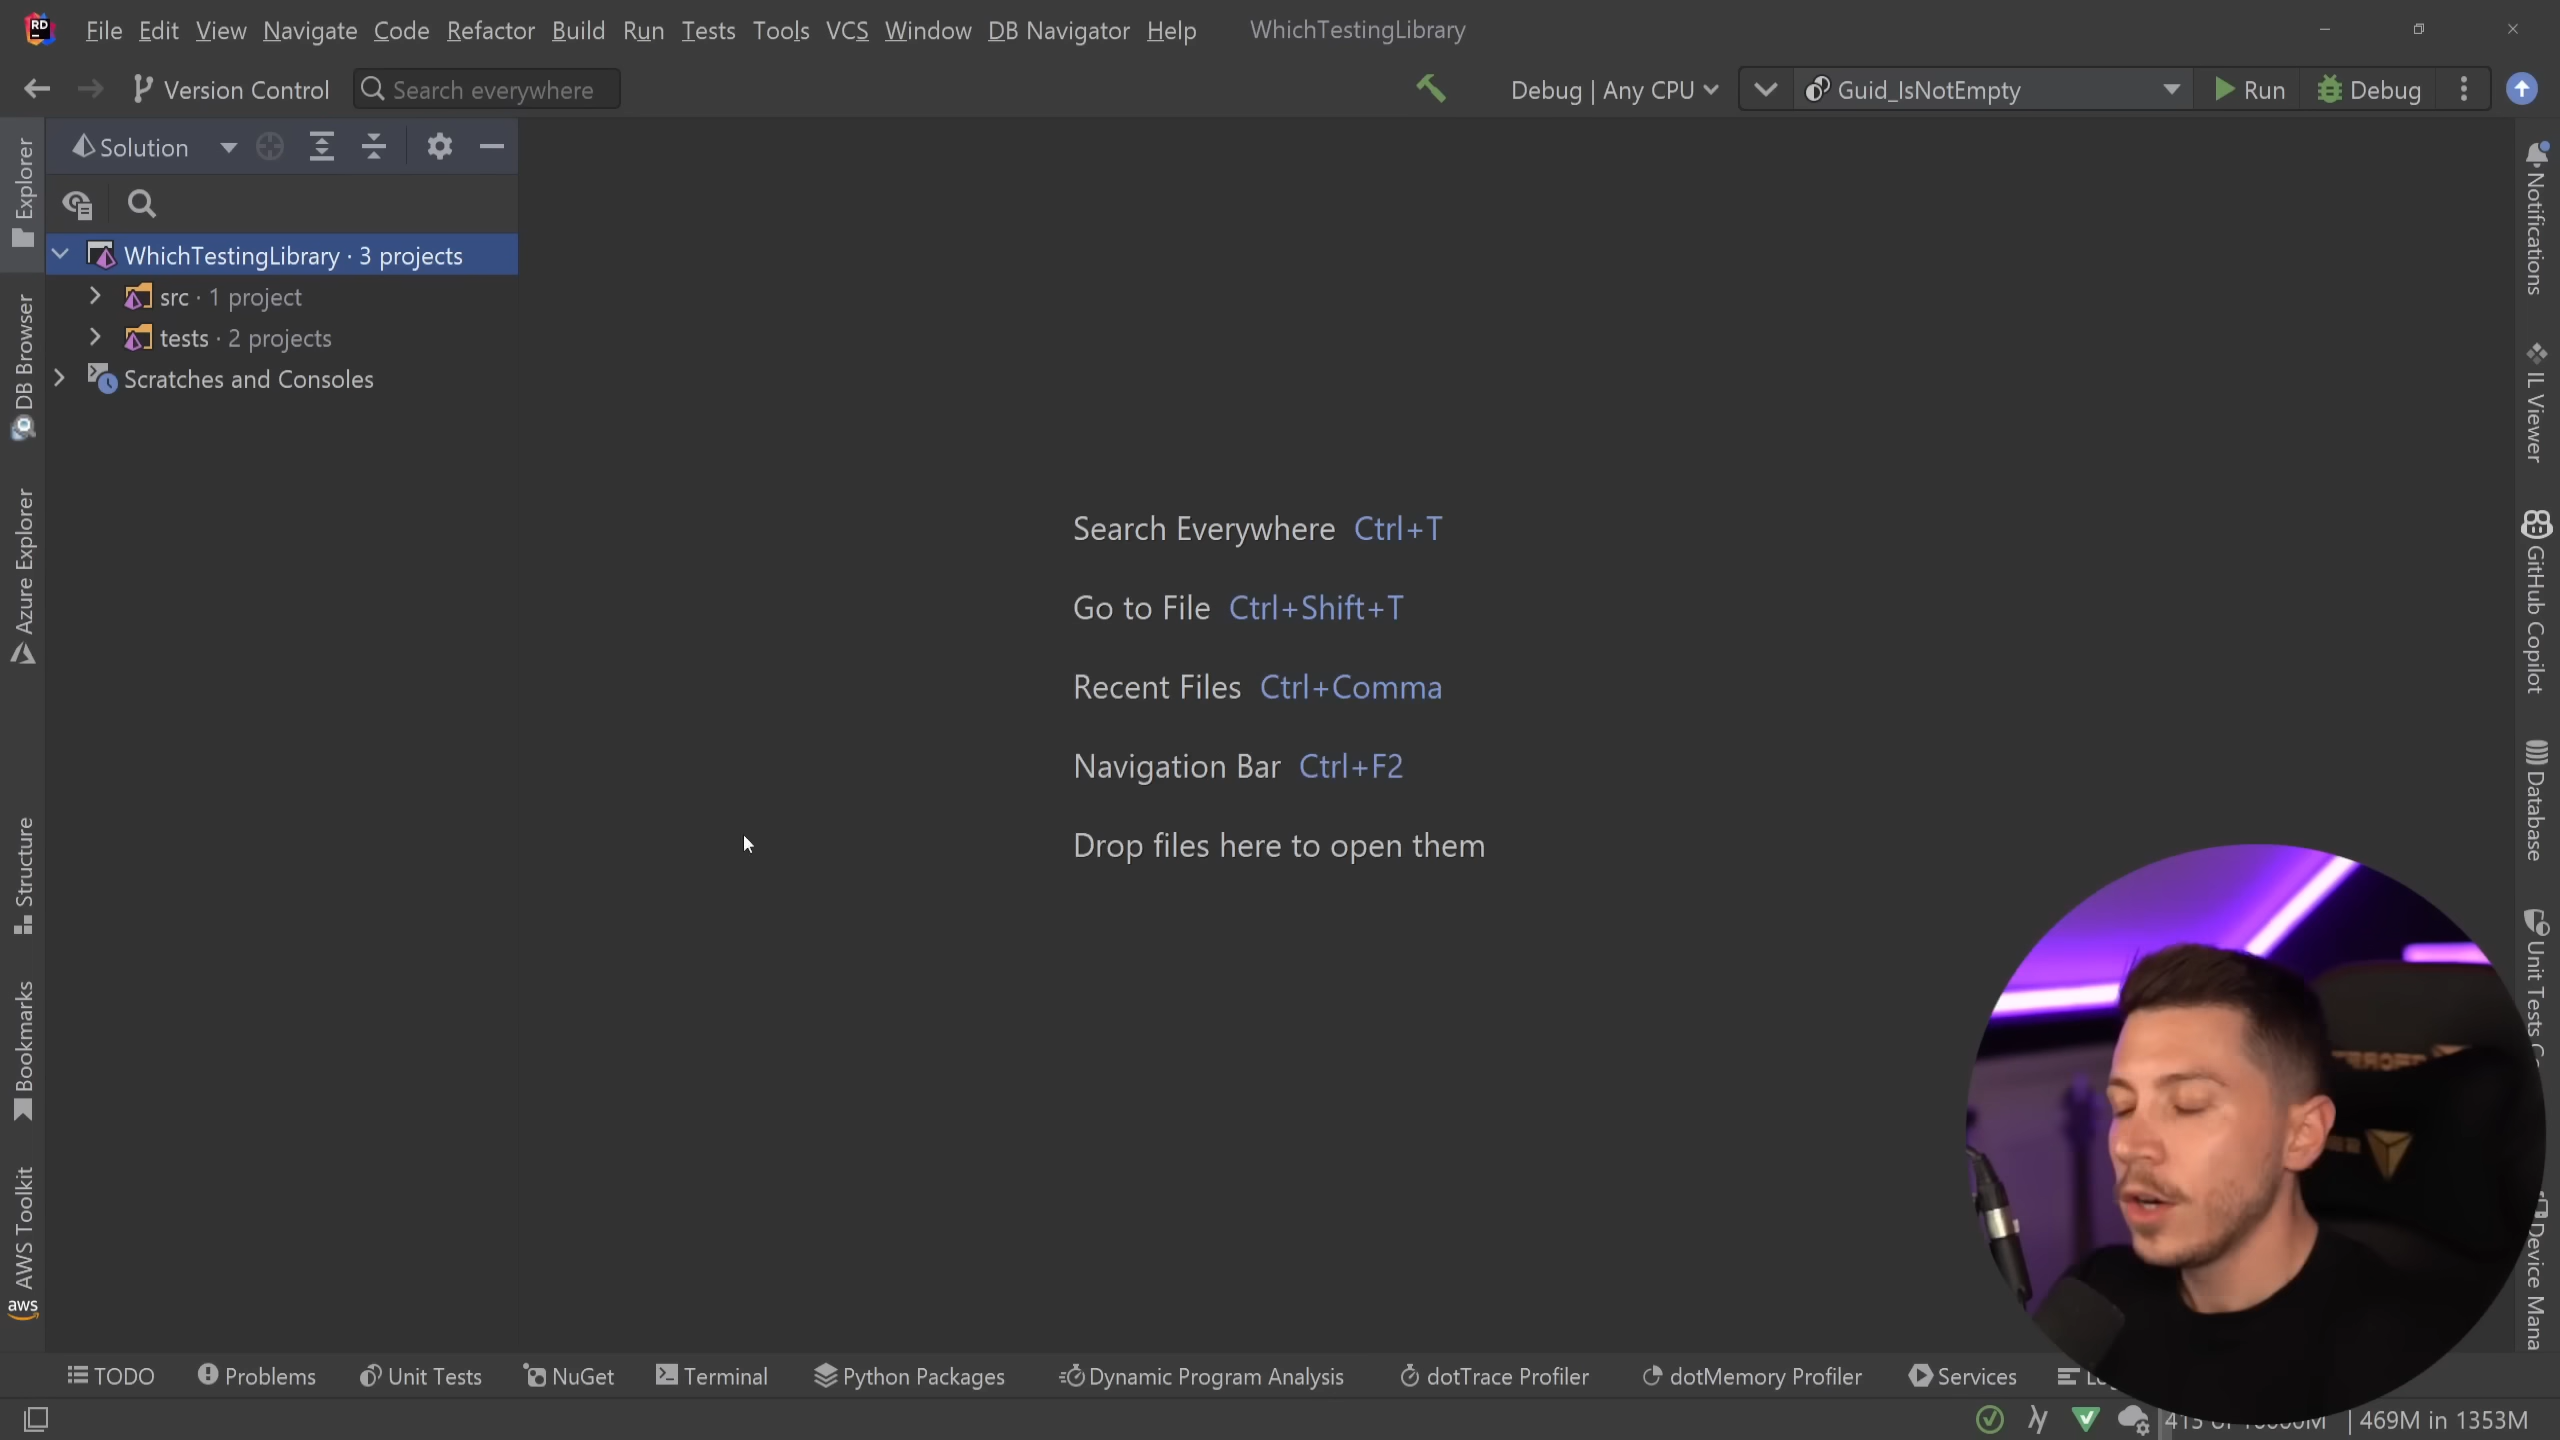 RD
File Edit View Navigate Code Refactor Build Run Tests Tools VCS Window DB Navigator Help WhichTestingLibrary
Version Control Search everywhere Debug | Any CPU Guid_IsNotEmpty Run Debug
Solution
WhichTestingLibrary · 3 projects
src · 1 project
tests · 2 projects
Scratches and Consoles
Explorer
DB Browser
Azure Explorer
Structure
Bookmarks
AWS Toolkit
aws
Search Everywhere Ctrl+T
Go to File Ctrl+Shift+T
Recent Files Ctrl+Comma
Navigation Bar Ctrl+F2
Drop files here to open them
Notifications
IL Viewer
GitHub Copilot
Database
Unit Tests
Device Mana
TODO Problems Unit Tests NuGet Terminal Python Packages Dynamic Program Analysis dotTrace Profiler dotMemory Profiler Services
469M in 1353M